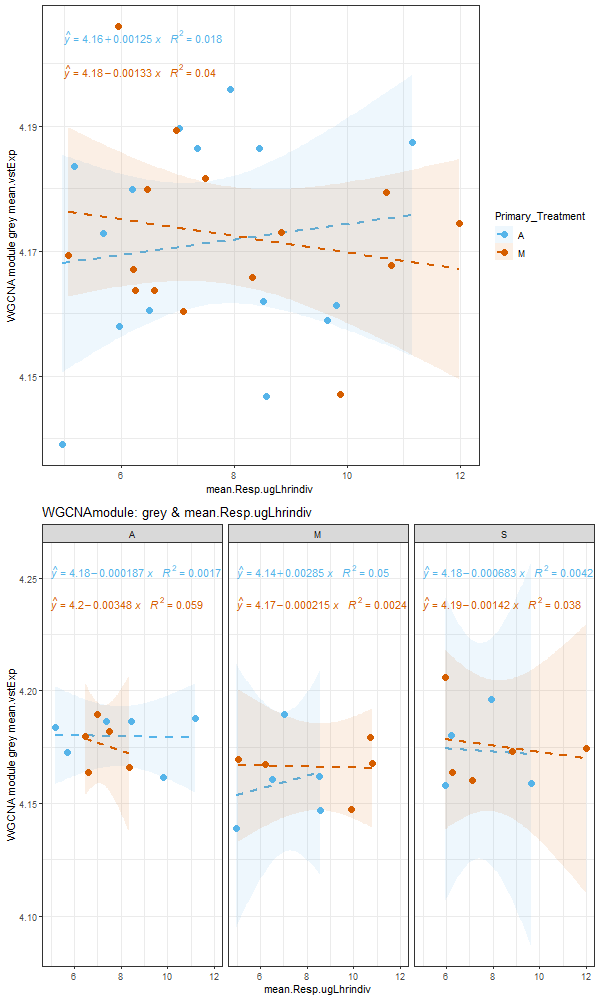 ŷ = 4.16+0.00125 x   R² = 0.018
ŷ = 4.18−0.00133 x   R² = 0.04
4.19
4.17
4.15
WGCNA module grey mean.vstExp
6 8 10 12
mean.Resp.ugLhrindiv
Primary_Treatment
A
M
WGCNAmodule: grey & mean.Resp.ugLhrindiv
A M S
ŷ = 4.18−0.000187 x   R² = 0.0017 ŷ = 4.14+0.00285 x   R² = 0.05 ŷ = 4.18−0.000683 x   R² = 0.0042
ŷ = 4.2−0.00348 x   R² = 0.059 ŷ = 4.17−0.000215 x   R² = 0.0024 ŷ = 4.19−0.00142 x   R² = 0.038
4.25
4.20
4.15
4.10
WGCNA module grey mean.vstExp
6 8 10 12 6 8 10 12 6 8 10 12
mean.Resp.ugLhrindiv